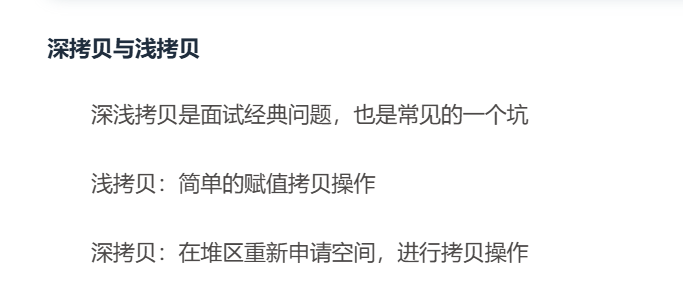 深拷贝与浅拷贝
深浅拷贝是面试经典问题，也是常见的一个坑
浅拷贝：简单的赋值拷贝操作
深拷贝：在堆区重新申请空间，进行拷贝操作